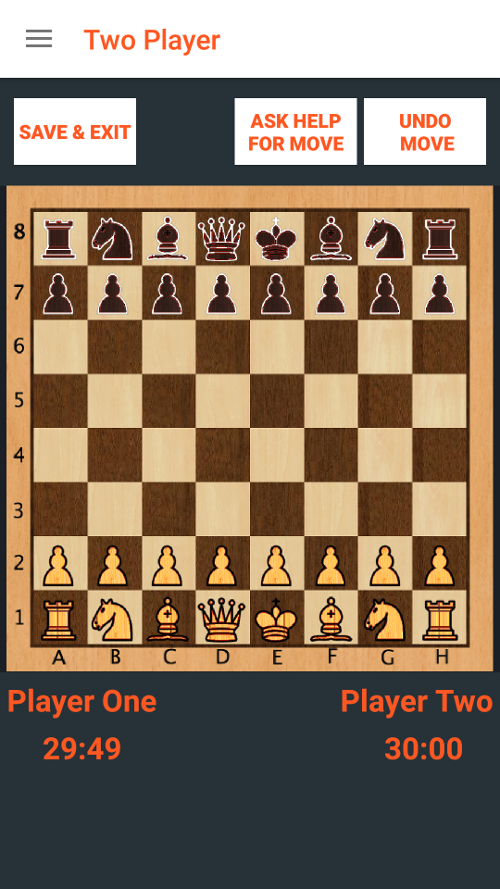 Two Player
SAVE & EXIT
ASK HELP
FOR MOVE
UNDO
MOVE
8
7
6
5
4
3
2
1
A B C D E F G H
Player One
Player Two
29:49
30:00